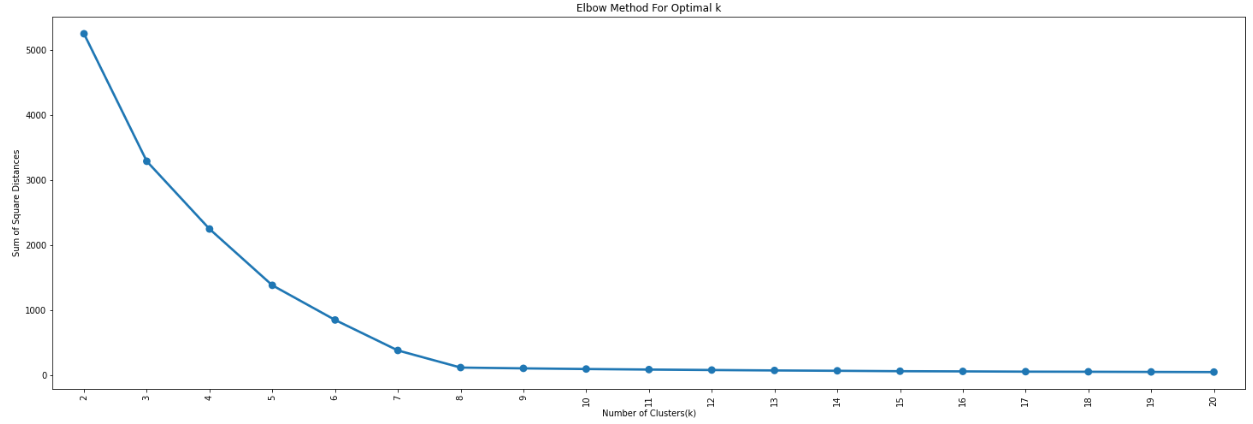 Elbow Method For Optimal k
Sum of Square Distances
5000
4000
3000
2000
1000
0
2 3 4 5 6 7 8 9 10 11 12 13 14 15 16 17 18 19 20
Number of Clusters(k)